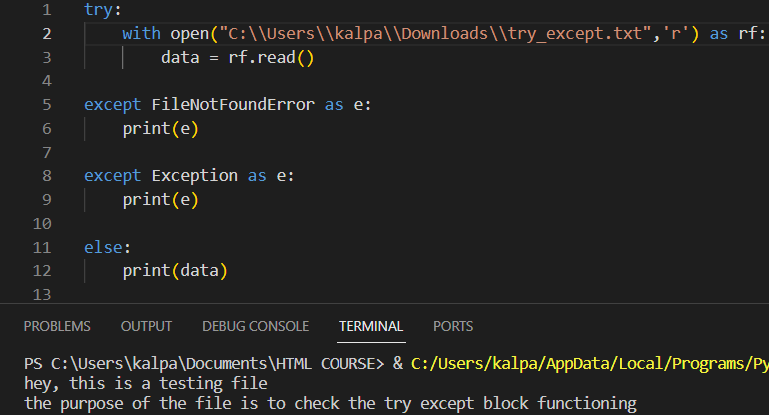 1 try:
2 with open("C:\\Users\\kalpa\\Downloads\\try_except.txt",'r') as rf:
3 data = rf.read()
4
5 except FileNotFoundError as e:
6 print(e)
7
8 except Exception as e:
9 print(e)
10
11 else:
12 print(data)
13
PROBLEMS OUTPUT DEBUG CONSOLE TERMINAL PORTS
PS C:\Users\kalpa\Documents\HTML COURSE> & C:/Users/kalpa/AppData/Local/Programs/Py
hey, this is a testing file
the purpose of the file is to check the try except block functioning